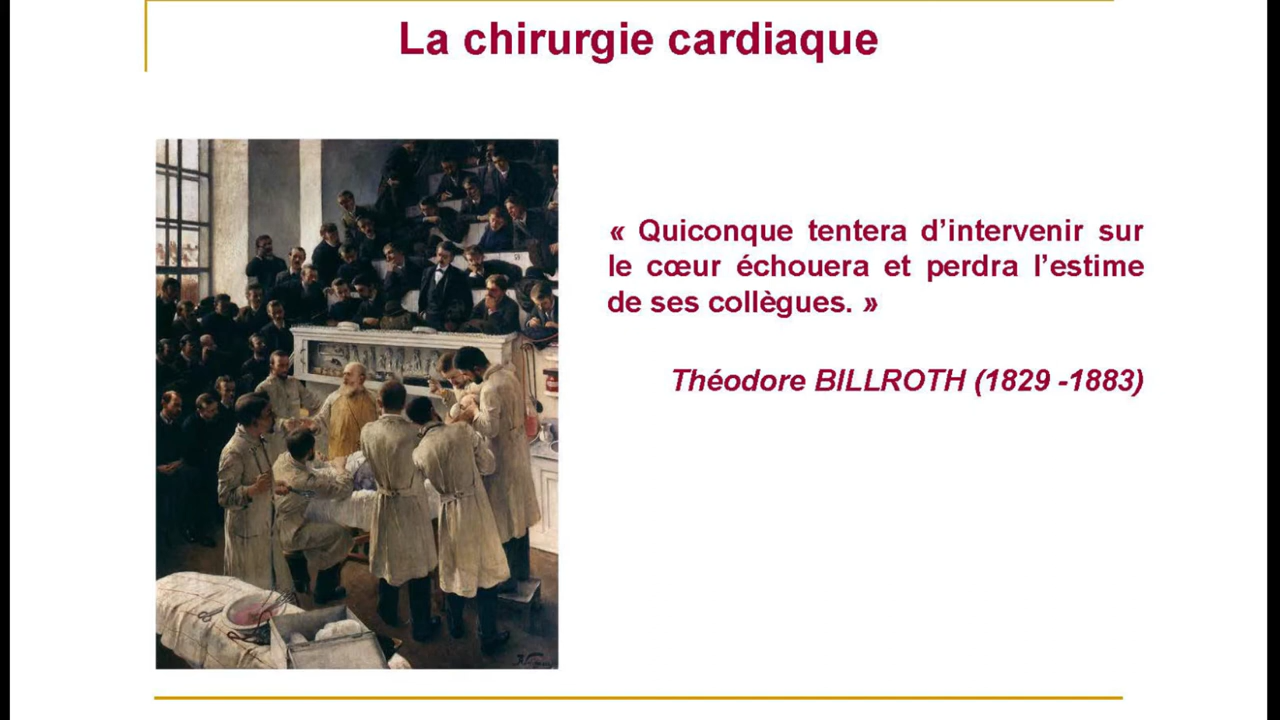 La chirurgie cardiaque
« Quiconque tentera d’intervenir sur
le cœur échouera et perdra l’estime
de ses collègues. »
Théodore BILLROTH (1829 -1883)